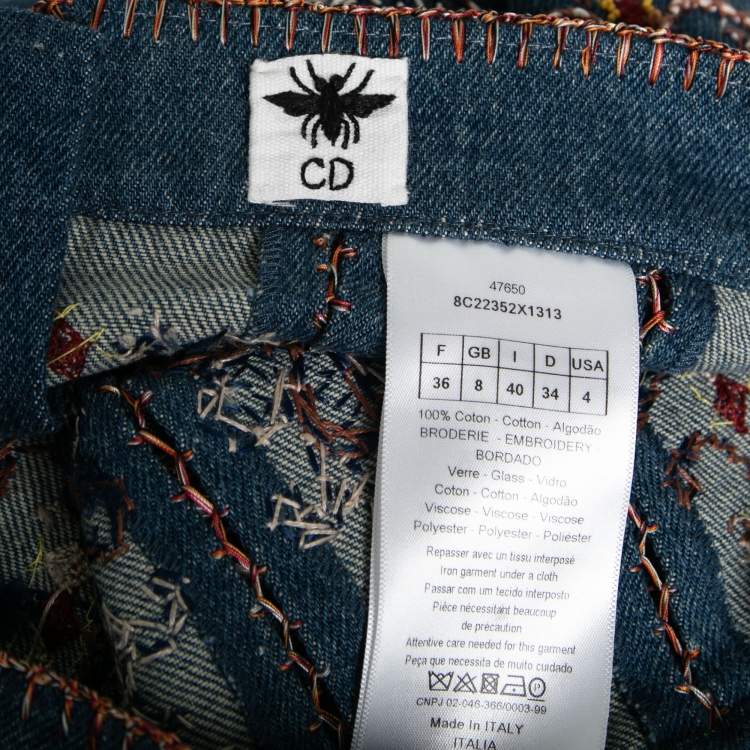 CD
47650
8C22352X1313
F GB I D USA
36 8 40 34 4
100% Coton - Cotton - Algodão
BRODERIE - EMBROIDERY
BORDADO
Verre - Glass - Vidro
Coton - Cotton - Algodão
Viscose - Viscose - Viscose
Polyester - Polyester - Poliéster
Repasser avec un tissu interposé
Iron garment under a cloth
Passar com um tecido interposto
Pièce nécessitant beaucoup
de précaution
Attentive care needed for this garment
Peça que necessita de muito cuidado
P
CNPJ 02-046-366/0003-99
Made in ITALY
ITALIA